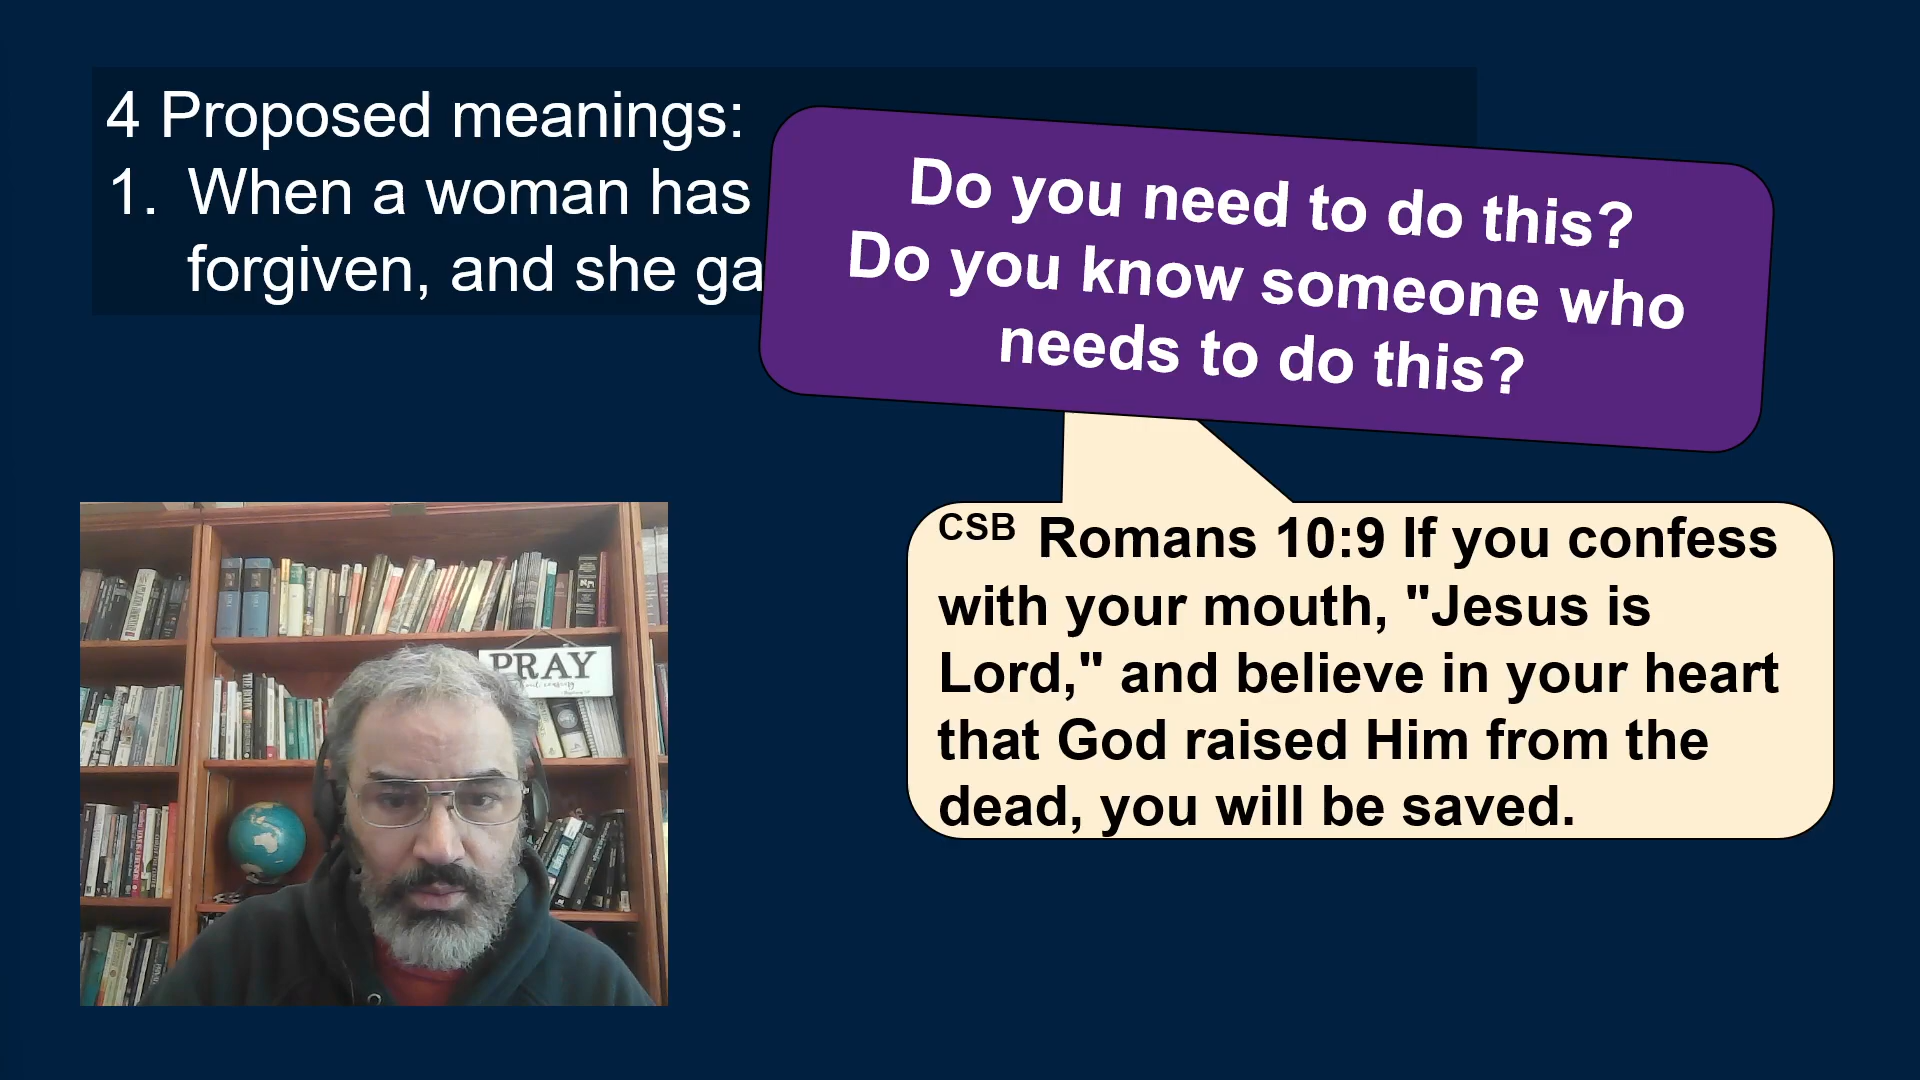 4 Proposed meanings:
1. When a woman has
forgiven, and she ga
Do you need to do this?
Do you know someone who
needs to do this?
CSB Romans 10:9 If you confess
with your mouth, "Jesus is
Lord," and believe in your heart
that God raised Him from the
dead, you will be saved.
PRAY